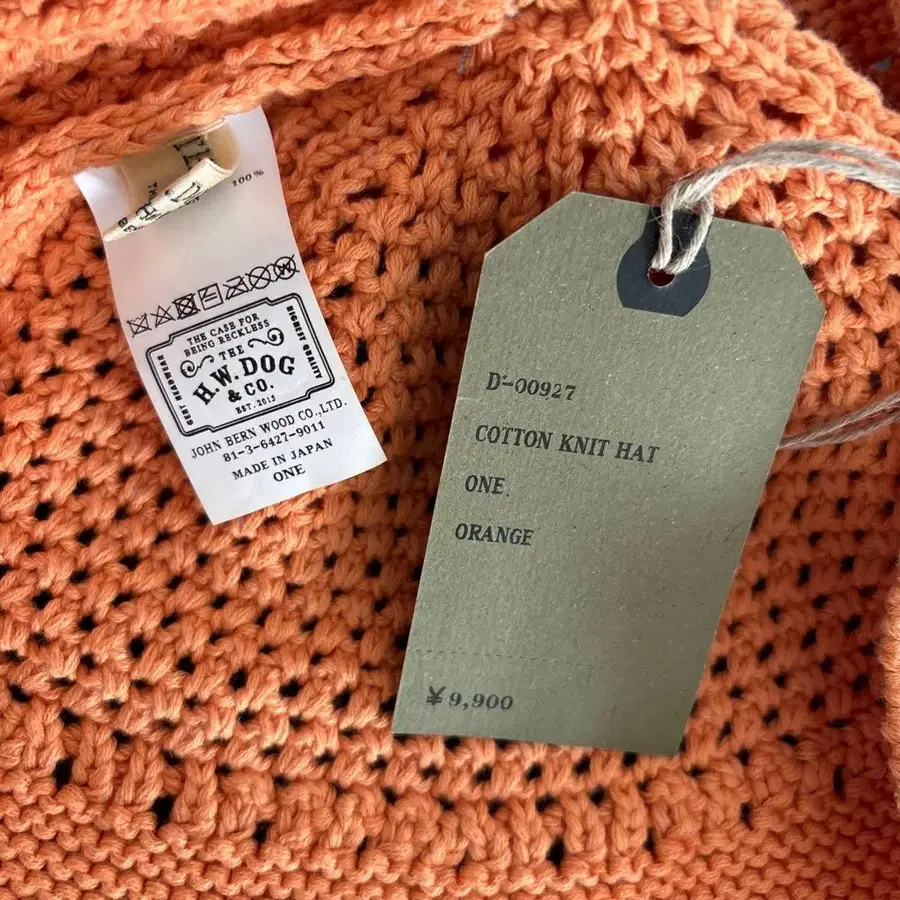 100%
THE CASE FOR
BEING RECKLESS
THE
H.W. DOG
& CO.
EST. 2015
GENT HEADWEAR
HIGHEST QUALITY
JOHN BERN WOOD CO.,LTD.
81-3-6427-9011
MADE IN JAPAN
ONE
D-00927
COTTON KNIT HAT
ONE
ORANGE
¥9,900